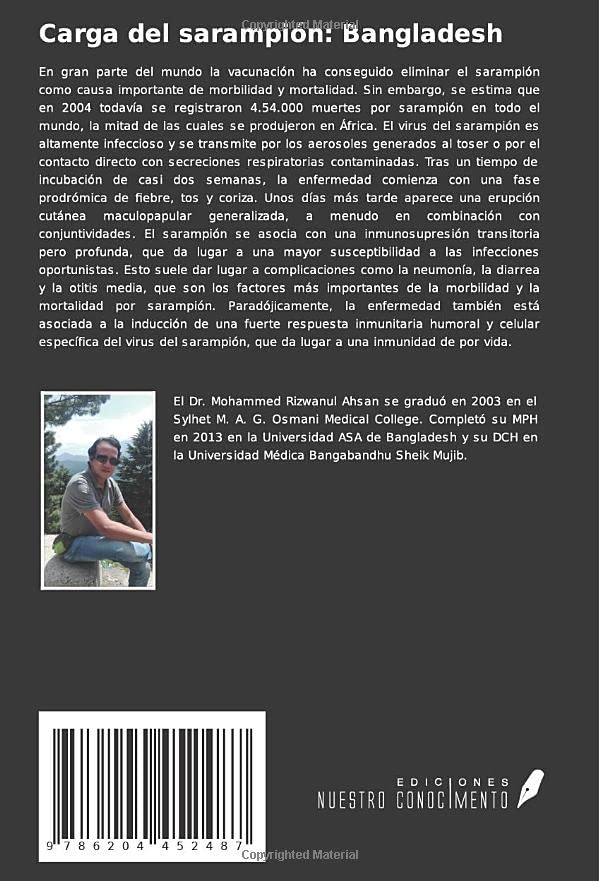 Copyrighted Material
Carga del sarampión: Bangladesh
En gran parte del mundo la vacunación ha conseguido eliminar el sarampión
como causa importante de morbilidad y mortalidad. Sin embargo, se estima que
en 2004 todavía se registraron 4.54.000 muertes por sarampión en todo el
mundo, la mitad de las cuales se produjeron en África. El virus del sarampión es
altamente infeccioso y se transmite por los aerosoles generados al toser o por el
contacto directo con secreciones respiratorias contaminadas. Tras un tiempo de
incubación de casi dos semanas, la enfermedad comienza con una fase
prodrómica de fiebre, tos y coriza. Unos días más tarde aparece una erupción
cutánea maculopapular generalizada, a menudo en combinación con
conjuntividades. El sarampión se asocia con una inmunosupresión transitoria
pero profunda, que da lugar a una mayor susceptibilidad a las infecciones
oportunistas. Esto suele dar lugar a complicaciones como la neumonía, la diarrea
y la otitis media, que son los factores más importantes de la morbilidad y la
mortalidad por sarampión. Paradójicamente, la enfermedad también está
asociada a la inducción de una fuerte respuesta inmunitaria humoral y celular
específica del virus del sarampión, que da lugar a una inmunidad de por vida.
El Dr. Mohammed Rizwanul Ahsan se graduó en 2003 en el
Sylhet M. A. G. Osmani Medical College. Completó su MPH
en 2013 en la Universidad ASA de Bangladesh y su DCH en
la Universidad Médica Bangabandhu Sheik Mujib.
EDICIONES
NUESTRO CONOCIMIENTO
9 786204 452487
Copyrighted Material